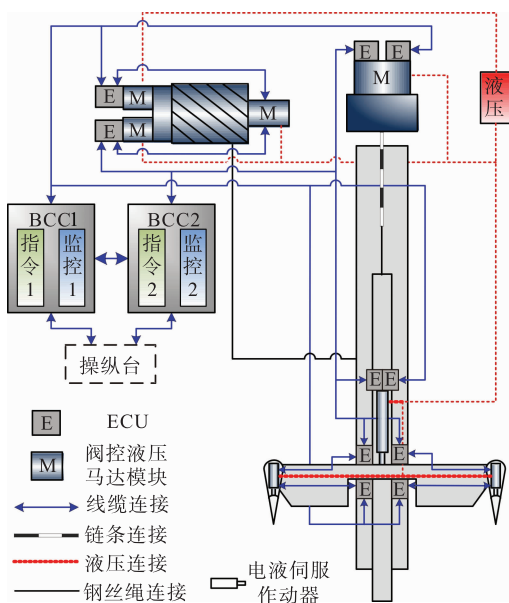 E E
M
液压
E M
M
E M
BCC1
指令1
监控1
BCC2
指令2
监控2
操纵台
E E
E E
E E
E ECU
M 阀控液压
马达模块
线缆连接
链条连接
液压连接
钢丝绳连接
电液伺服
作动器